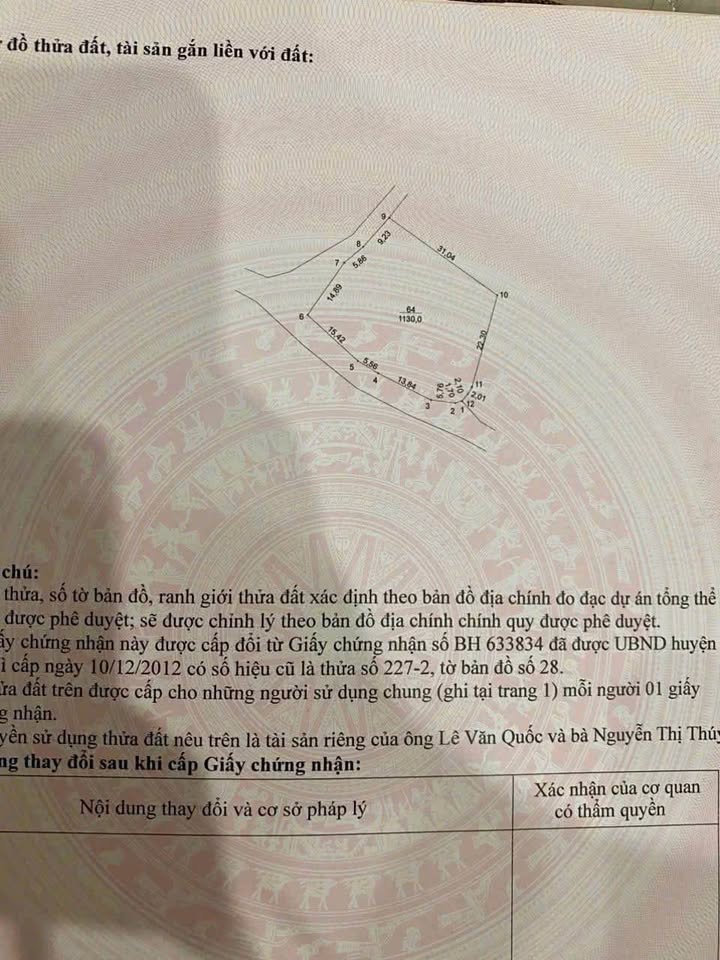 đồ thửa đất, tài sản gắn liền với đất:
9
8
9,23
31,04
7
5,86
14,89
10
6
64
1130,0
15,42
22,30
5
5,56
4
13,84
5,76
1,70
2,10
11
2,01
3
2
1
12
chú:
thửa, số tờ bản đồ, ranh giới thửa đất xác định theo bản đồ địa chính đo đạc dự án tổng thể
được phê duyệt; sẽ được chỉnh lý theo bản đồ địa chính chính quy được phê duyệt.
ấy chứng nhận này được cấp đổi từ Giấy chứng nhận số BH 633834 đã được UBND huyện
ì cấp ngày 10/12/2012 có số hiệu cũ là thửa số 227-2, tờ bản đồ số 28.
ửa đất trên được cấp cho những người sử dụng chung (ghi tại trang 1) mỗi người 01 giấy
g nhận.
yền sử dụng thửa đất nêu trên là tài sản riêng của ông Lê Văn Quốc và bà Nguyễn Thị Thúy
ng thay đổi sau khi cấp Giấy chứng nhận:
Nội dung thay đổi và cơ sở pháp lý
Xác nhận của cơ quan
có thẩm quyền